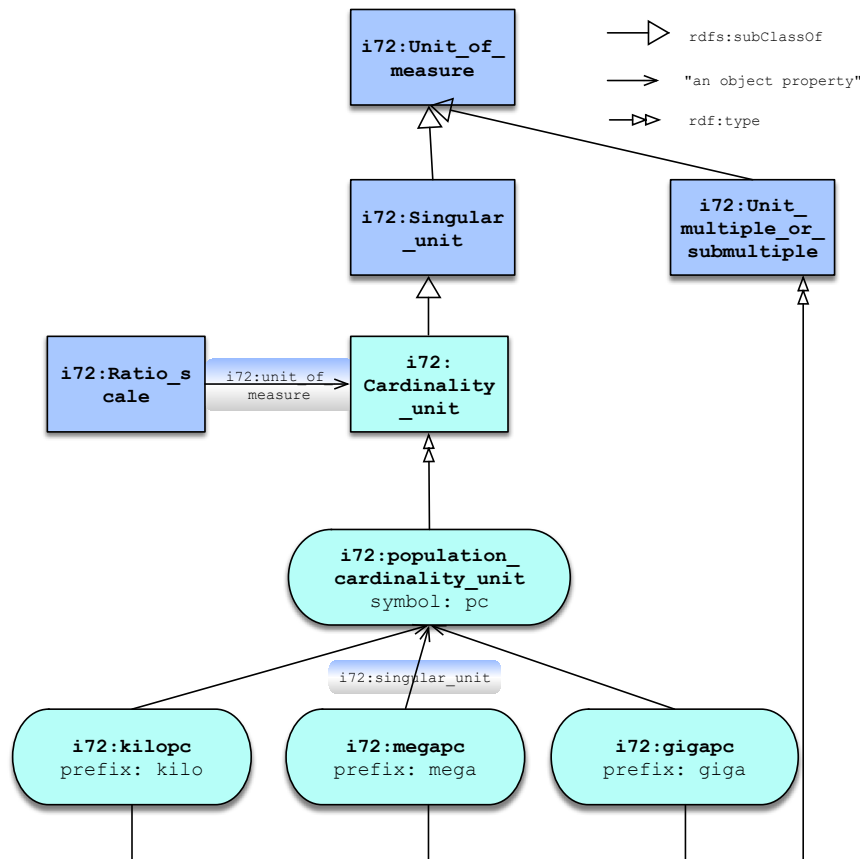 i72:Unit_of_
measure
rdfs:subClassOf
"an object property"
rdf:type
i72:Singular
_unit
i72:Unit_
multiple_or_
submultiple
i72:Ratio_s
cale
i72:unit_of_
measure
i72:
Cardinality
_unit
i72:population_
cardinality_unit
symbol: pc
i72:singular_unit
i72:kilopc
prefix: kilo
i72:megapc
prefix: mega
i72:gigapc
prefix: giga